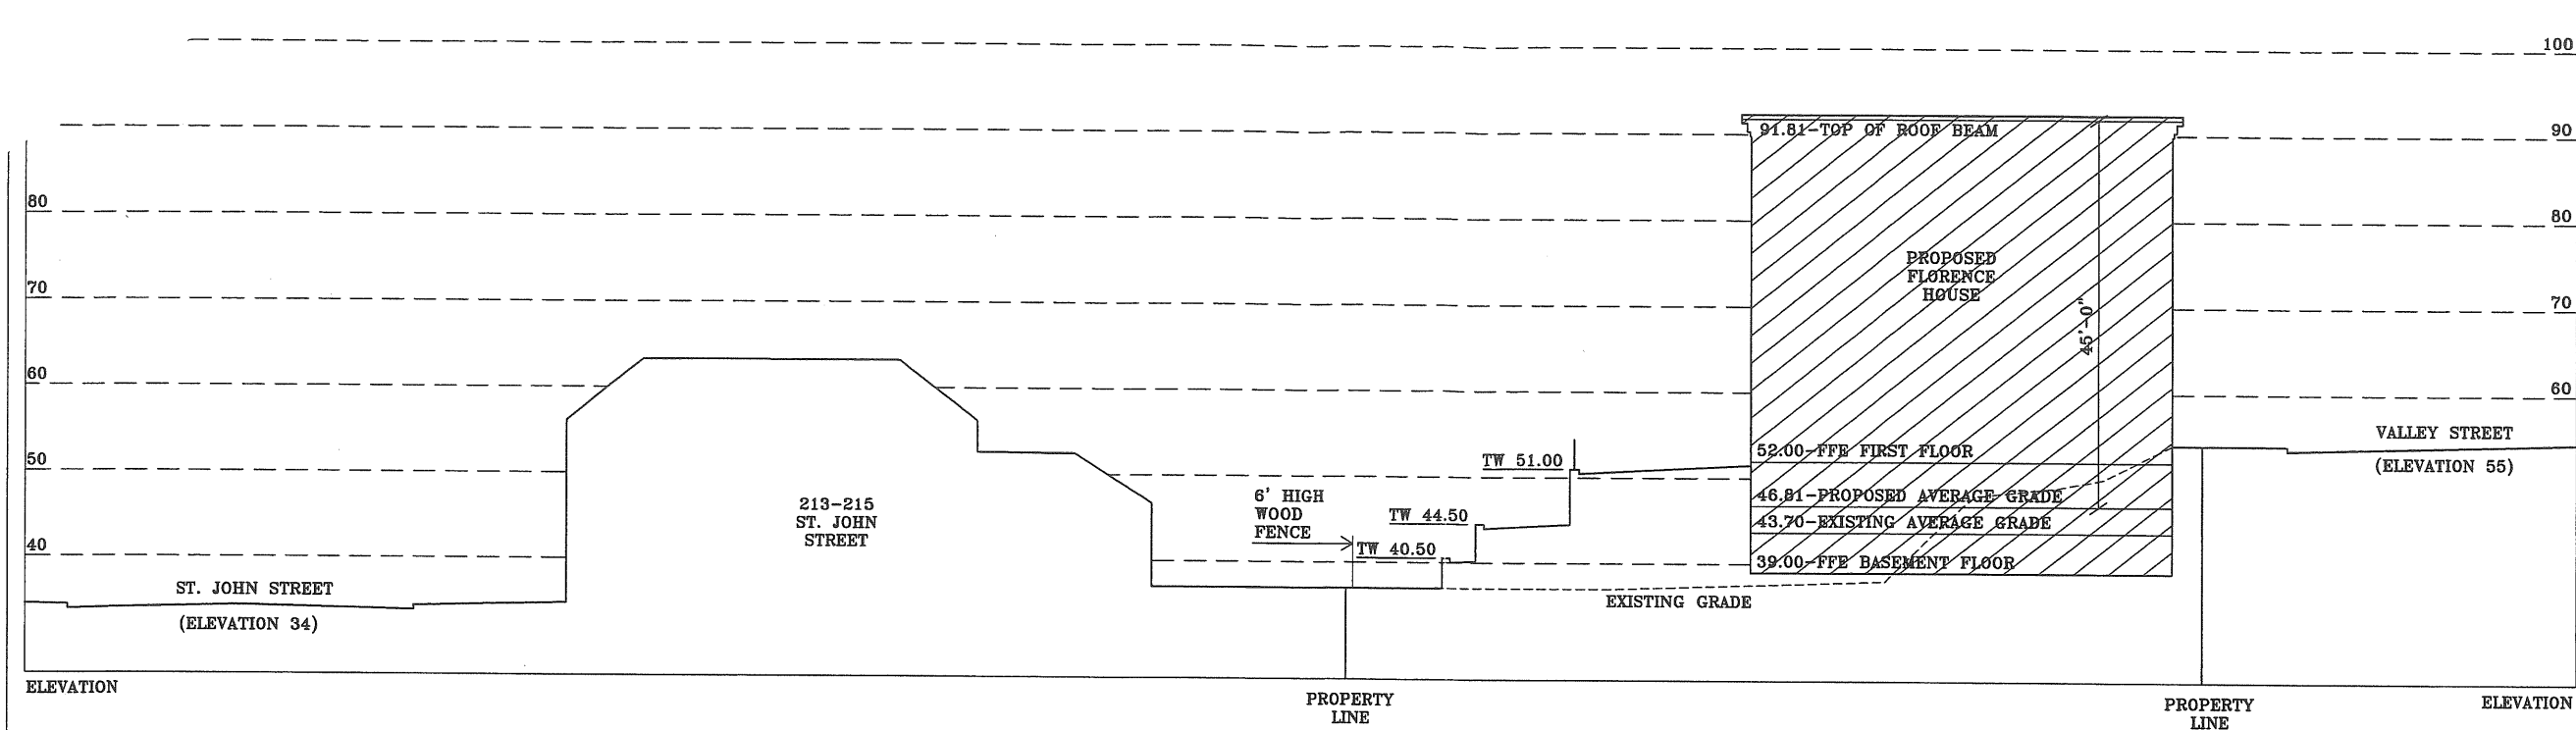 100
91.81-TOP OF ROOF BEAM
90
80
80
PROPOSED
FLORENCE
HOUSE
70
70
45'-0"
60
60
VALLEY STREET
(ELEVATION 55)
50
52.00-FFE FIRST FLOOR
TW 51.00
213-215
ST. JOHN
STREET
6' HIGH
WOOD
FENCE
46.81-PROPOSED AVERAGE GRADE
TW 44.50
43.70-EXISTING AVERAGE GRADE
40
TW 40.50
39.00-FFE BASEMENT FLOOR
ST. JOHN STREET
(ELEVATION 34)
EXISTING GRADE
ELEVATION
PROPERTY
LINE
PROPERTY
LINE
ELEVATION